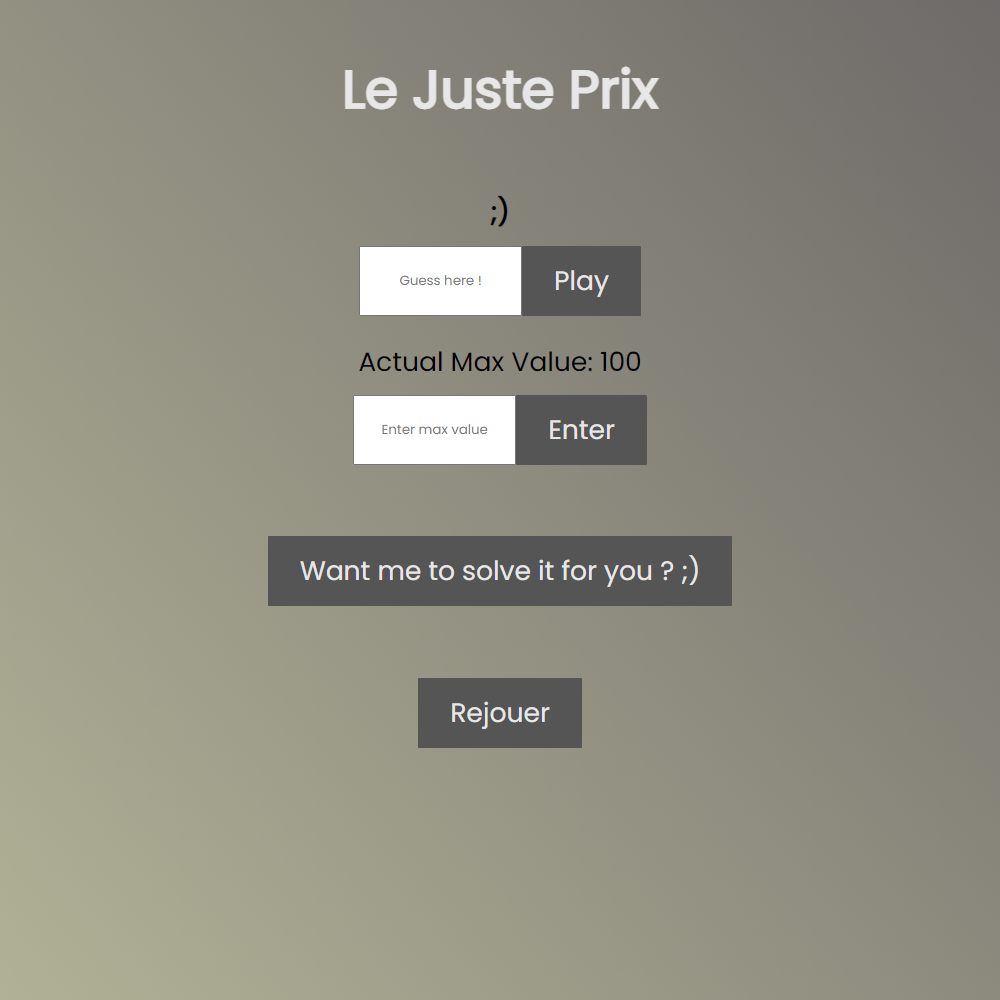 Le Juste Prix
;)
Guess here !
Play
Actual Max Value: 100
Enter max value
Enter
Want me to solve it for you ? ;)
Rejouer